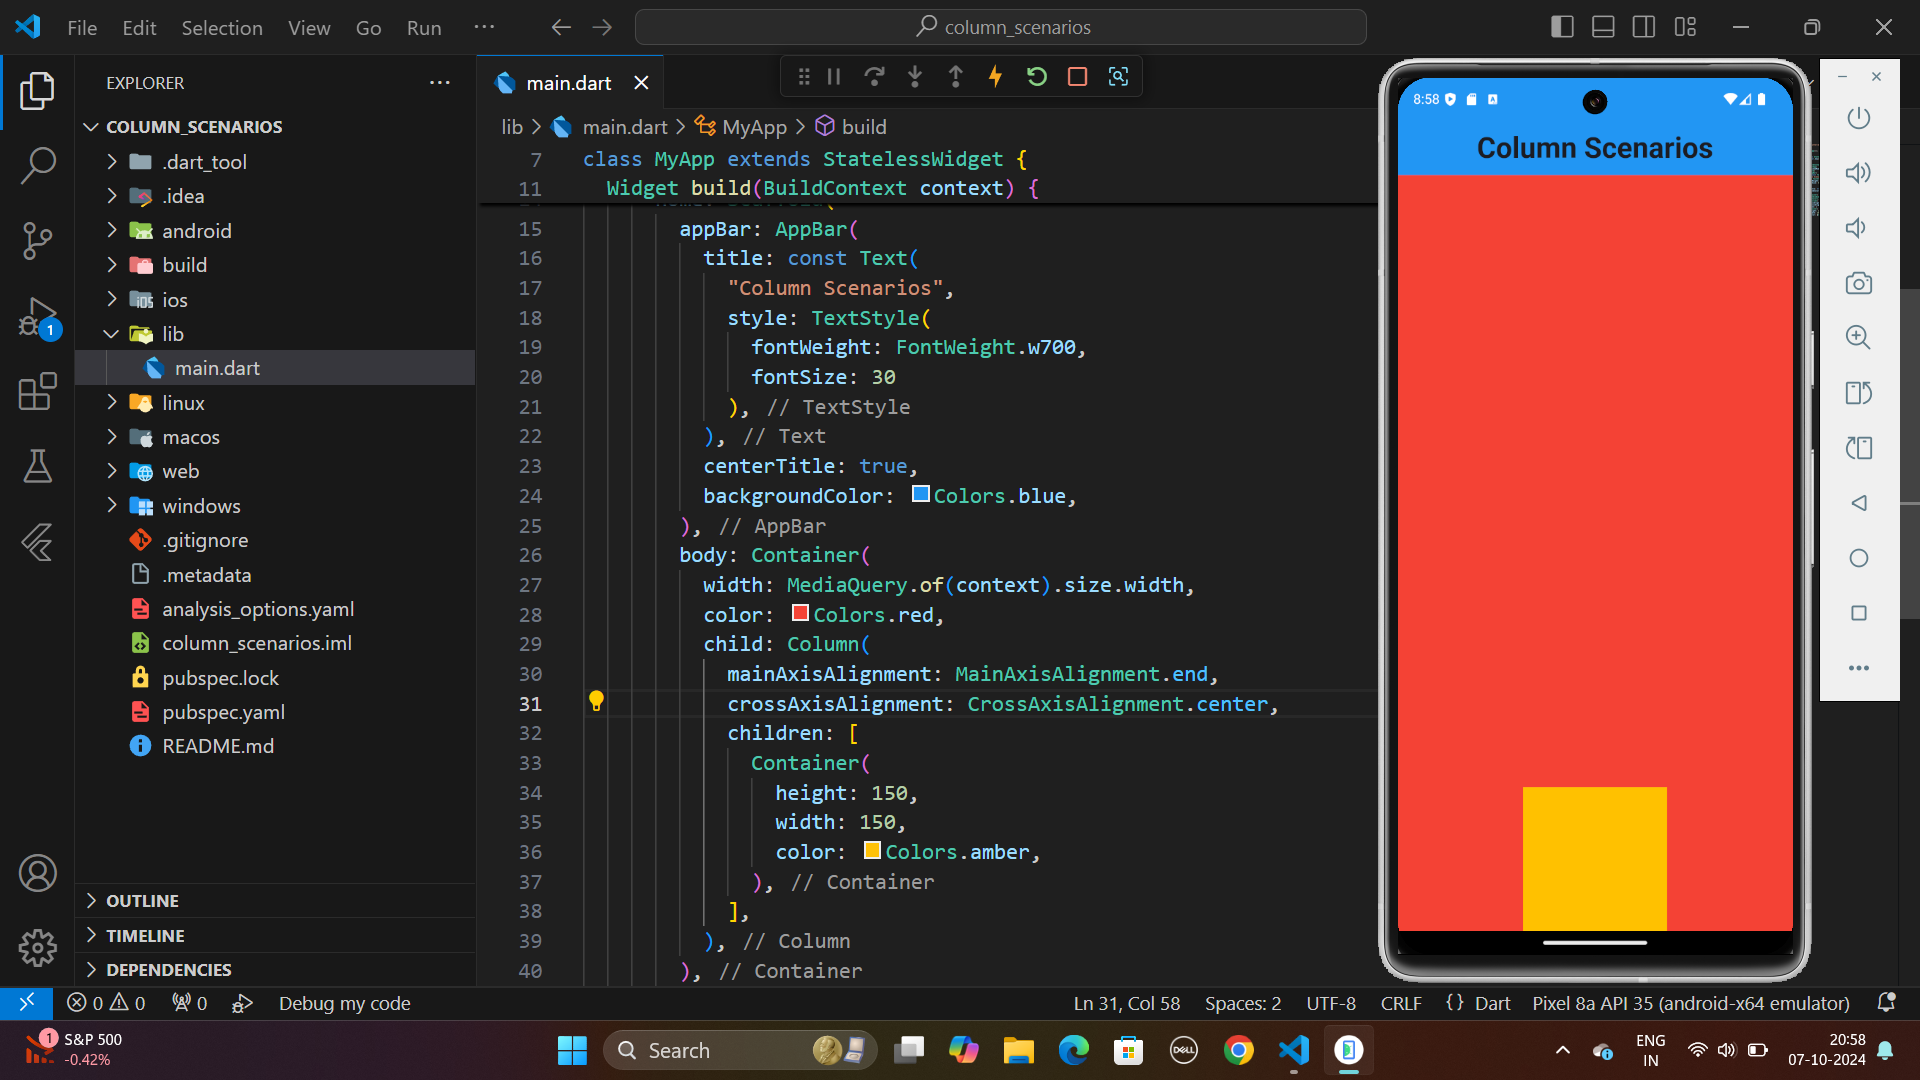 File Edit Selection View Go Run ...
column_scenarios
EXPLORER
main.dart
COLUMN_SCENARIOS
.dart_tool
.idea
android
build
ios
lib
main.dart
linux
macos
web
windows
.gitignore
.metadata
analysis_options.yaml
column_scenarios.iml
pubspec.lock
pubspec.yaml
README.md
OUTLINE
TIMELINE
DEPENDENCIES
1
lib > main.dart > MyApp > build
7 class MyApp extends StatelessWidget {
11 Widget build(BuildContext context) {
15 appBar: AppBar(
16 title: const Text(
17 "Column Scenarios",
18 style: TextStyle(
19 fontWeight: FontWeight.w700,
20 fontSize: 30
21 ), // TextStyle
22 ), // Text
23 centerTitle: true,
24 backgroundColor: Colors.blue,
25 ), // AppBar
26 body: Container(
27 width: MediaQuery.of(context).size.width,
28 color: Colors.red,
29 child: Column(
30 mainAxisAlignment: MainAxisAlignment.end,
31 crossAxisAlignment: CrossAxisAlignment.center,
32 children: [
33 Container(
34 height: 150,
35 width: 150,
36 color: Colors.amber,
37 ), // Container
38 ],
39 ), // Column
40 ), // Container
8:58
Column Scenarios
0 0 0 Debug my code
Ln 31, Col 58 Spaces: 2 UTF-8 CRLF {} Dart Pixel 8a API 35 (android-x64 emulator)
1
S&P 500
-0.42%
Search
DELL
ENG
IN
20:58
07-10-2024